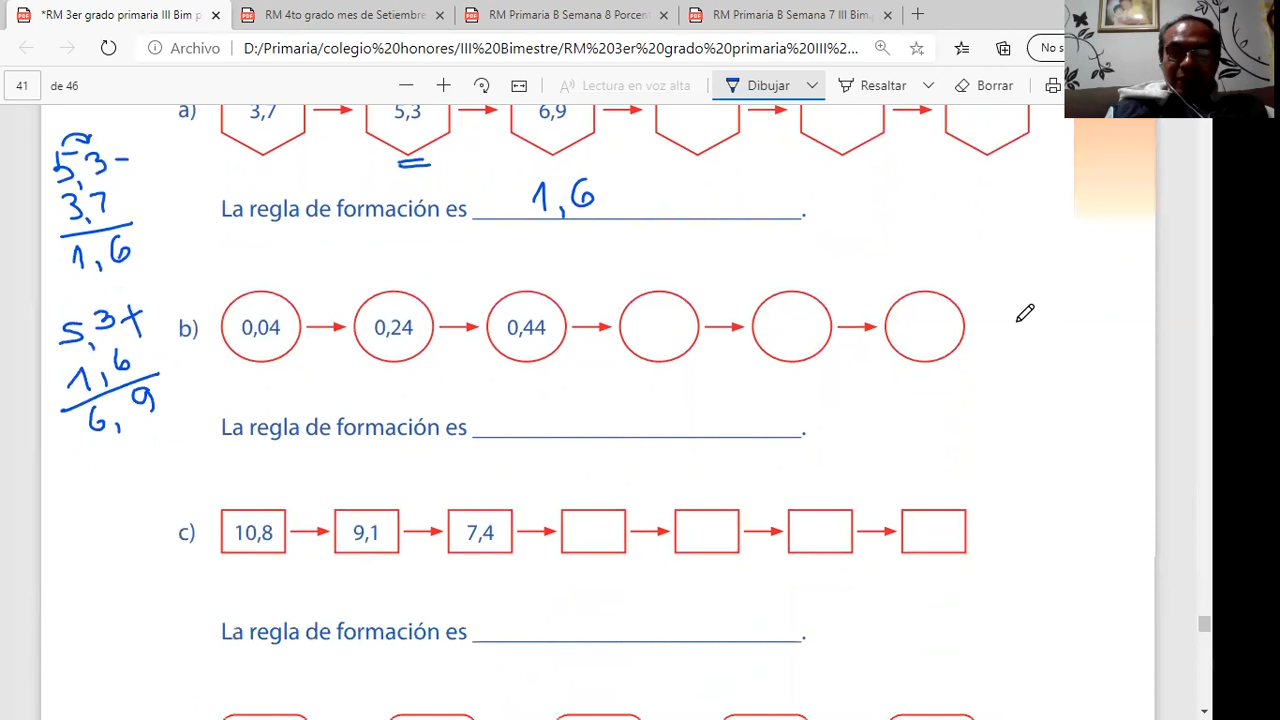 *RM 3er grado primaria III Bim p
RM 4to grado mes de Setiembre
RM Primaria B Semana 8 Porcent
RM Primaria B Semana 7 III Bim.
Archivo
D:/Primaria/colegio%20honores/III%20Bimestre/RM%203er%20grado%20primaria%20III%2...
No s
41 de 46
Lectura en voz alta
Dibujar
Resaltar
Borrar
a) 3,7 5,3 6,9
5,3 -
3,7
1,6
La regla de formación es 1,6.
5,3 +
1,6
6,9
b) 0,04 0,24 0,44
La regla de formación es ____________.
c) 10,8 9,1 7,4
La regla de formación es ____________.